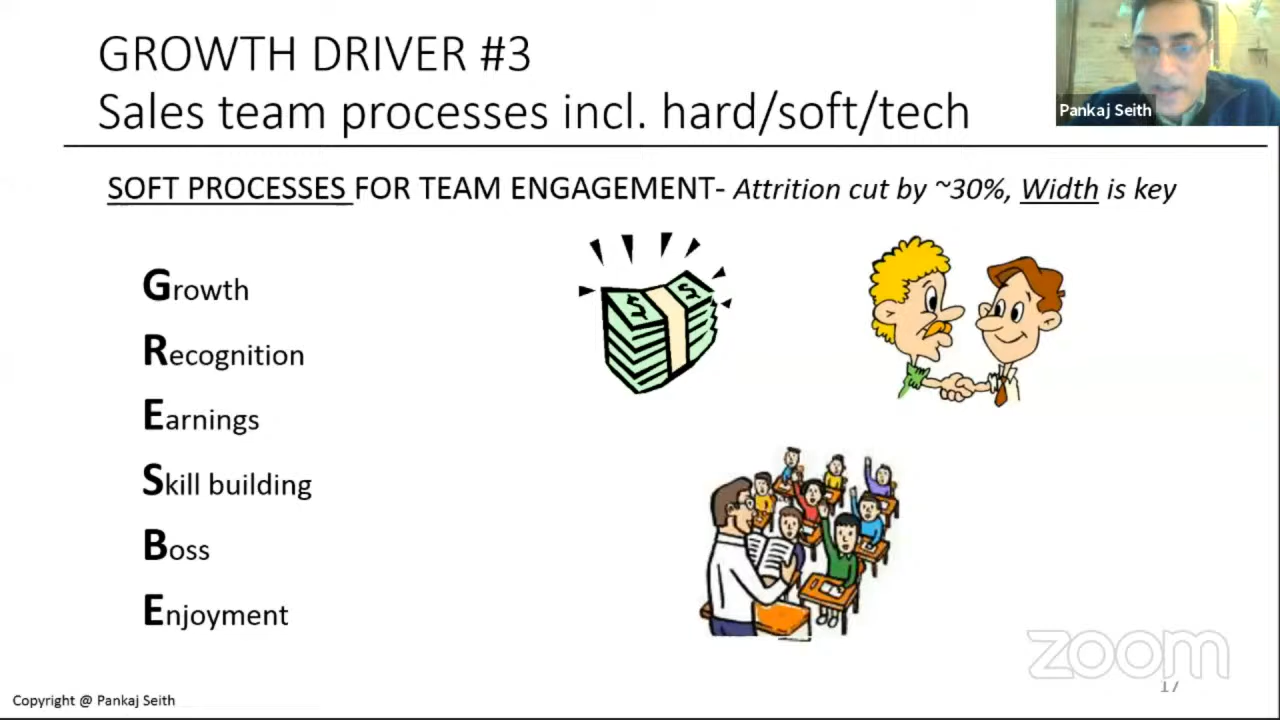 GROWTH DRIVER #3
Sales team processes incl. hard/soft/tech
Pankaj Seith
SOFT PROCESSES FOR TEAM ENGAGEMENT- Attrition cut by ~30%, Width is key
Growth
Recognition
Earnings
Skill building
Boss
Enjoyment
$ $
zoom
17
Copyright @ Pankaj Seith